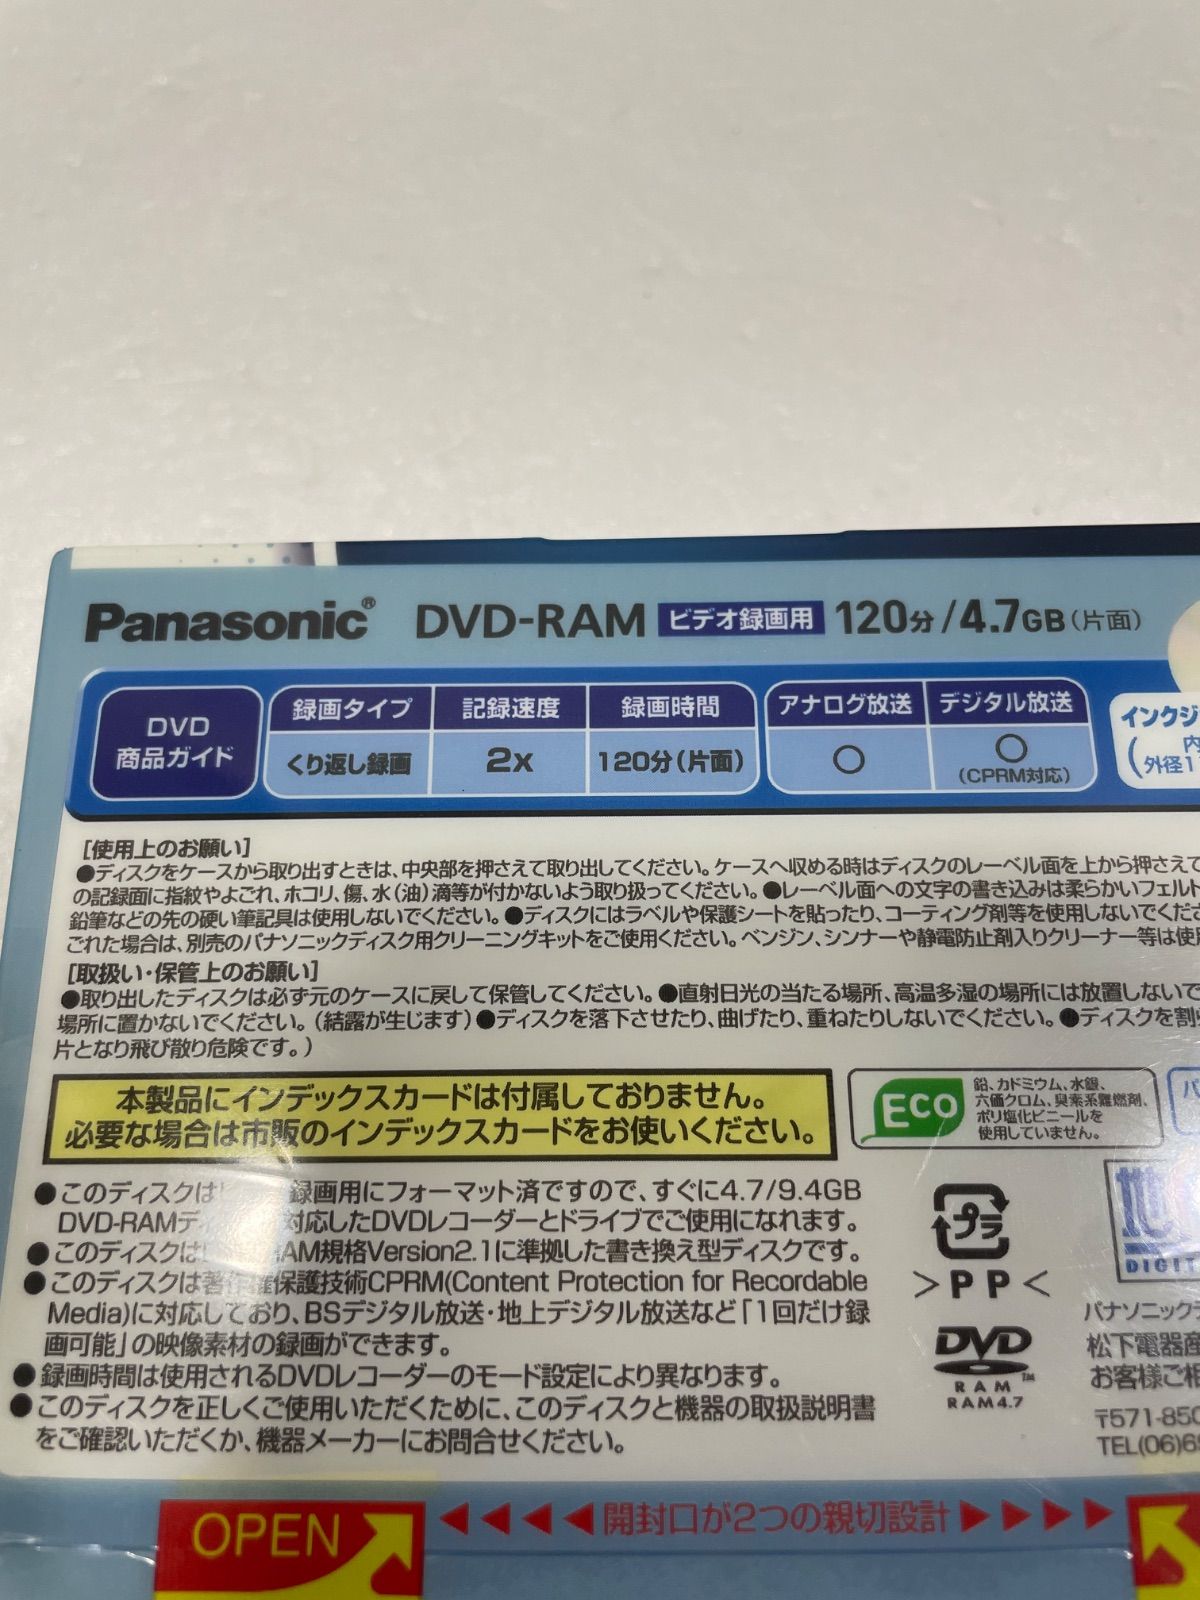 Panasonic® DVD-RAM ビデオ録画用 120分/4.7GB(片面)
DVD
商品ガイド
録画タイプ 記録速度 録画時間
くり返し録画 2x 120分(片面)
アナログ放送 デジタル放送
○ ○
(CPRM対応)
インクジ
(内
外径1
[使用上のお願い]
●ディスクをケースから取り出すときは、中央部を押さえて取り出してください。ケースへ収める時はディスクのレーベル面を上から押さえて
の記録面に指紋やよごれ、ホコリ、傷、水(油)滴等が付かないよう取り扱ってください。●レーベル面への文字の書き込みは柔らかいフェルト
鉛筆などの先の硬い筆記具は使用しないでください。●ディスクにはラベルや保護シートを貼ったり、コーティング剤等を使用しないでくださ
ごれた場合は、別売のパナソニックディスク用クリーニングキットをご使用ください。ベンジン、シンナーや静電防止剤入りクリーナー等は使
[取扱い・保管上のお願い]
●取り出したディスクは必ず元のケースに戻して保管してください。●直射日光の当たる場所、高温多湿の場所には放置しないで
場所に置かないでください。(結露が生じます)●ディスクを落下させたり、曲げたり、重ねたりしないでください。●ディスクを割
片となり飛び散り危険です。)
本製品にインデックスカードは付属しておりません。
必要な場合は市販のインデックスカードをお使いください。
Eco
鉛、カドミウム、水銀、
六価クロム、臭素系難燃剤、
ポリ塩化ビニールを
使用していません。
●このディスクは 録画用にフォーマット済ですので、すぐに4.7/9.4GB
DVD-RAMデ 対応したDVDレコーダーとドライブでご使用になれます。
●このディスクは AM規格Version2.1に準拠した書き換え型ディスクです。
●このディスクは著作権保護技術CPRM(Content Protection for Recordable
Media)に対応しており、BSデジタル放送・地上デジタル放送など「1回だけ録
画可能」の映像素材の録画ができます。
●録画時間は使用されるDVDレコーダーのモード設定により異なります。
●このディスクを正しくご使用いただくために、このディスクと機器の取扱説明書
をご確認いただくか、機器メーカーにお問合せください。
プラ
>PP<
DVD
RAM™
RAM4.7
地
DIGIT
パナソニック
松下電器産
お客様ご相
〒571-850
TEL(06)69
OPEN
◀◀◀◀開封口が2つの親切設計▶▶▶▶